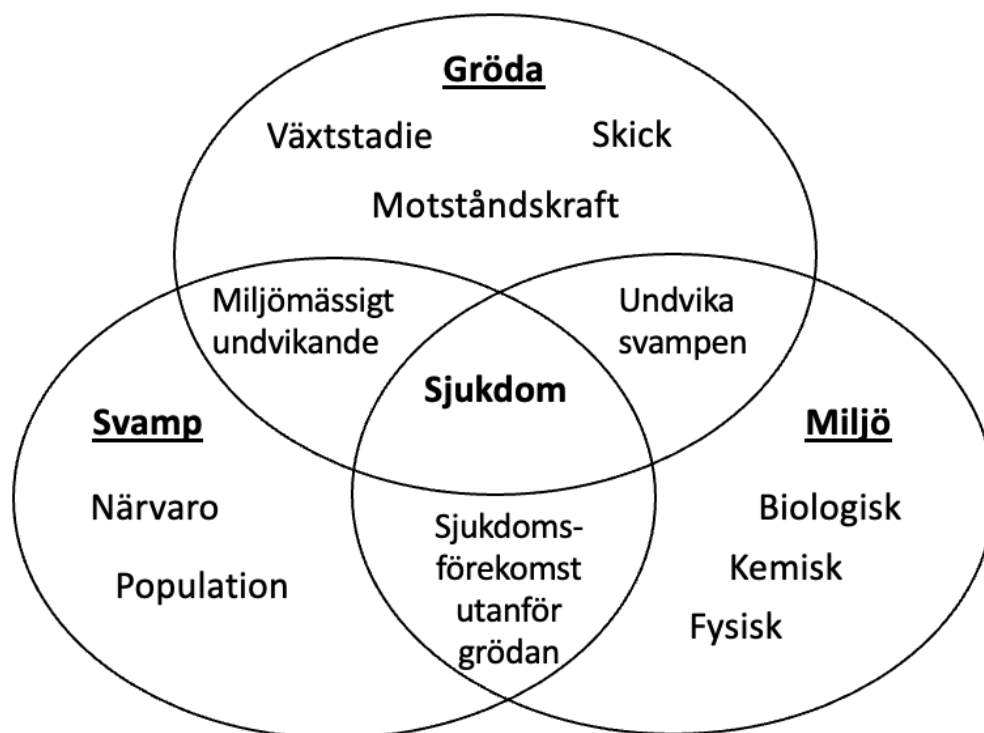 Gröda
Växtstadie
Skick
Motståndskraft
Miljömässigt
undvikande
Undvika
svampen
Sjukdom
Svamp
Miljö
Närvaro
Population
Sjukdoms-
förekomst
utanför
grödan
Biologisk
Kemisk
Fysisk